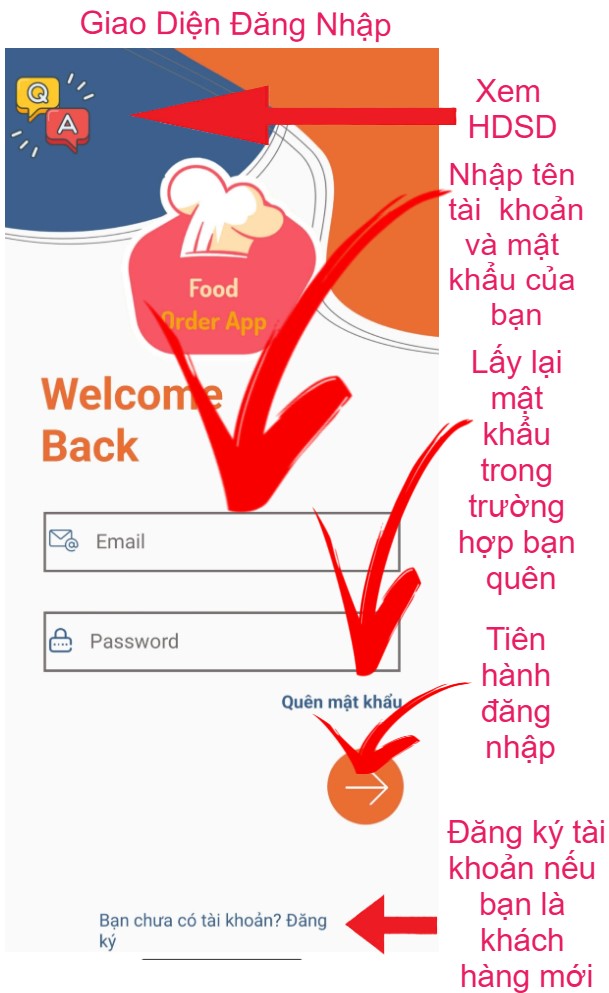 Giao Diện Đăng Nhập
Q
A
Xem
HDSD
Nhập tên
tài khoản
và mật
khẩu của
bạn
Food
Order App
Lấy lại
mật
khẩu
trong
trường
hợp bạn
quên
Welcome
Back
Email
Password
Quên mật khẩu
Tiên
hành
đăng
nhập
Đăng ký tài
khoản nếu
bạn là
khách
hàng mới
Bạn chưa có tài khoản? Đăng
ký